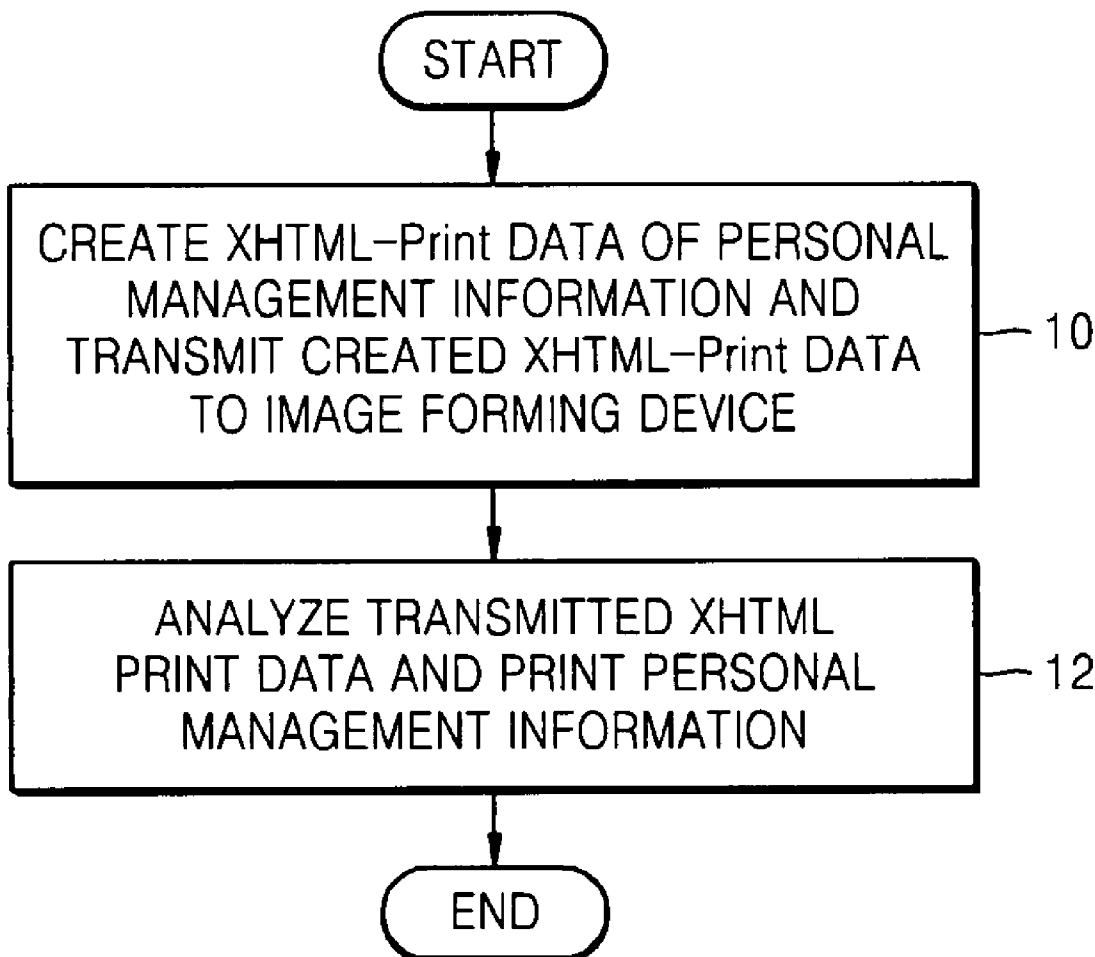 START
CREATE XHTML-Print DATA OF PERSONAL
MANAGEMENT INFORMATION AND
TRANSMIT CREATED XHTML-Print DATA
TO IMAGE FORMING DEVICE
10
ANALYZE TRANSMITTED XHTML
PRINT DATA AND PRINT PERSONAL
MANAGEMENT INFORMATION
12
END